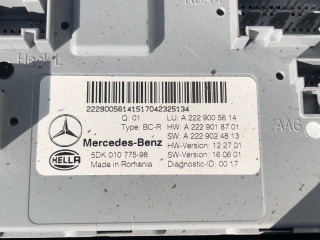 Heck L
22290056141517042325134
Q: 01
LU: A 222 900 56 14
Type: BC-R
HW: A 222 901 87 01
SW: A 222 902 48 13
Mercedes-Benz
HW-Version: 12 27 01
5DK 010 775-98
SW-Version: 16 06 01
HELLA
Made in Romania
Diagnostic-ID: 00 17
AAG